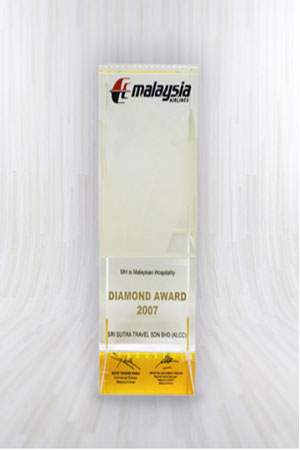 malaysia
AIRLINES
MH is Malaysian Hospitality
DIAMOND AWARD
2007
SRI SUTRA TRAVEL SDN BHD (KLCC)